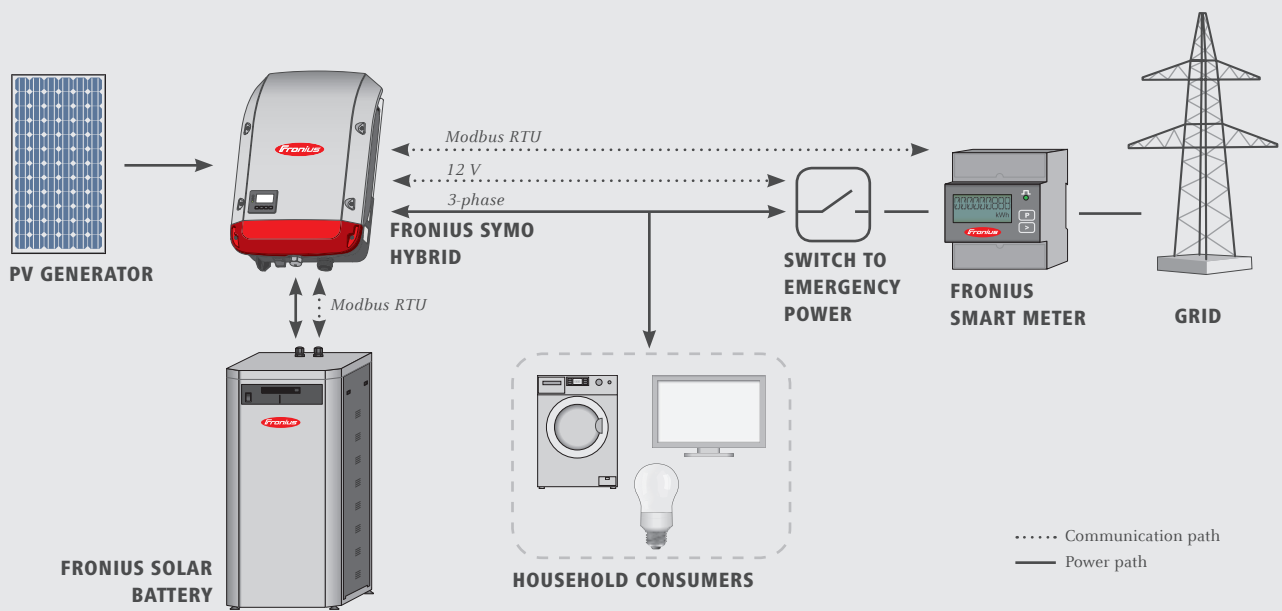 PV GENERATOR
Fronius
FRONIUS SYMO
HYBRID
Modbus RTU
12 V
3-phase
Modbus RTU
Fronius
FRONIUS SOLAR
BATTERY
HOUSEHOLD CONSUMERS
SWITCH TO
EMERGENCY
POWER
kWh
P
>
Fronius
FRONIUS
SMART METER
GRID
Communication path
Power path